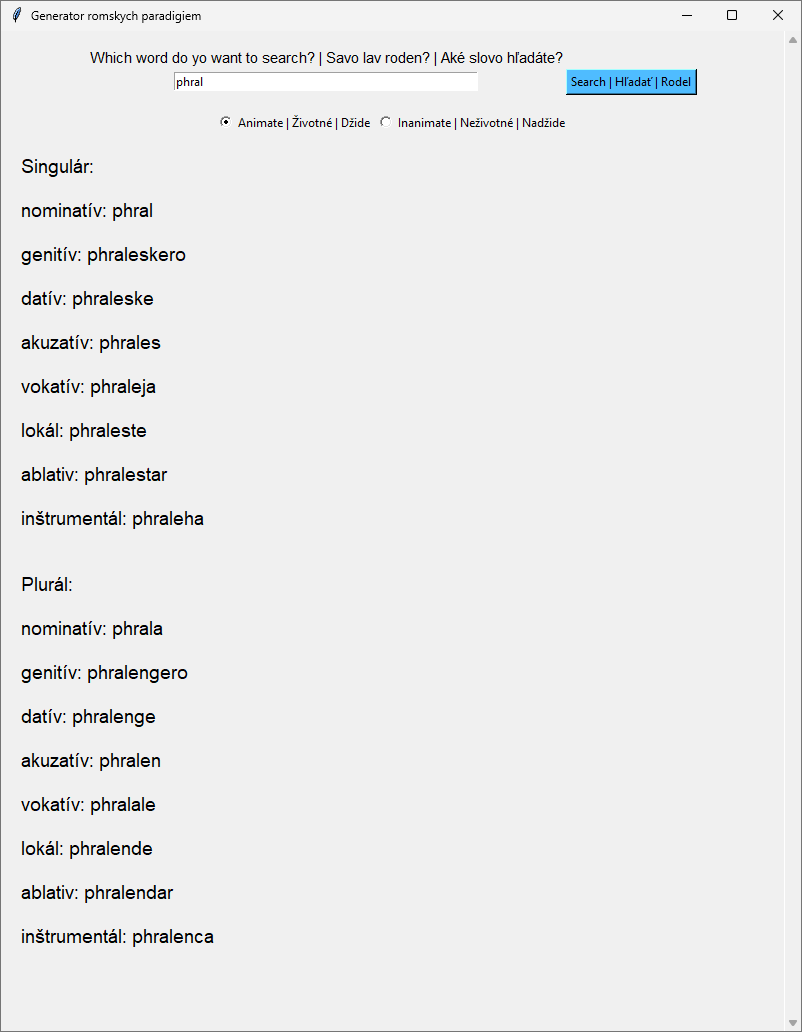 Generator romskych paradigiem
Which word do yo want to search? | Savo lav roden? | Aké slovo hľadáte?
phral
Search | Hľadať | Rodel
Animate | Životné | Džide
Inanimate | Neživotné | Nadžide
Singulár:
nominatív: phral
genitív: phraleskero
datív: phraleske
akuzatív: phrales
vokatív: phraleja
lokál: phraleste
ablativ: phralestar
inštrumentál: phraleha
Plurál:
nominatív: phrala
genitív: phralengero
datív: phralenge
akuzatív: phralen
vokatív: phralale
lokál: phralende
ablativ: phralendar
inštrumentál: phralenca